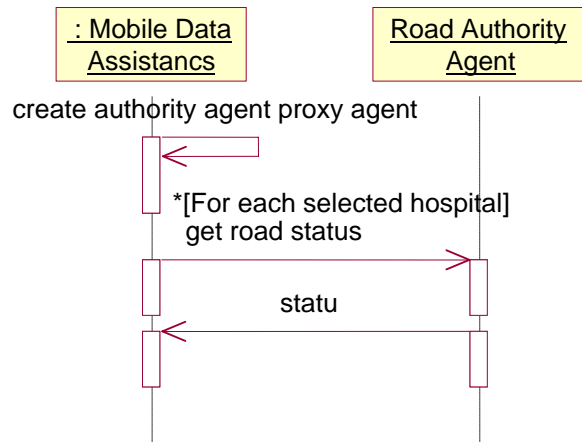 : Mobile Data
Assistancs
Road Authority
Agent
create authority agent proxy agent
*[For each selected hospital]
get road status
statu